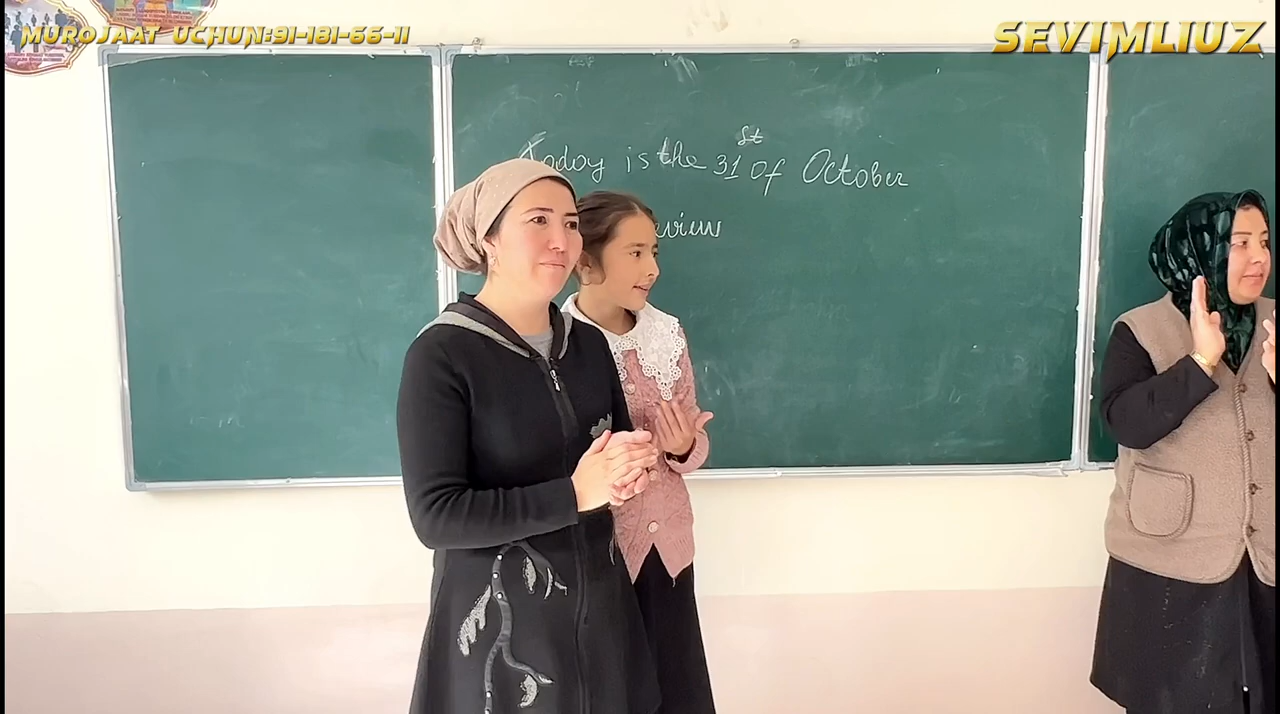 MUROJAAT UCHUN:91-181-66-11
SEVIMLIUZ
Today is the 31st of October